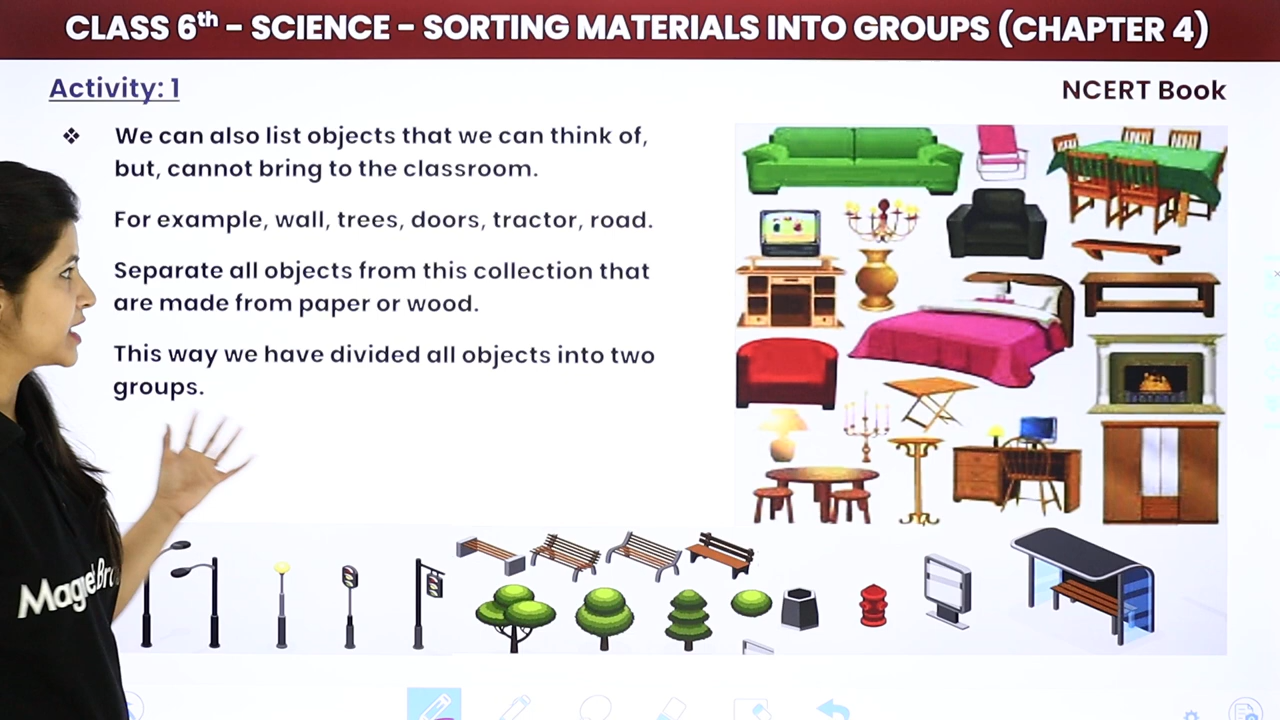 CLASS 6th – SCIENCE – SORTING MATERIALS INTO GROUPS (CHAPTER 4)
Activity: 1
NCERT Book
❖ We can also list objects that we can think of,
but, cannot bring to the classroom.
For example, wall, trees, doors, tractor, road.
Separate all objects from this collection that
are made from paper or wood.
This way we have divided all objects into two
groups.